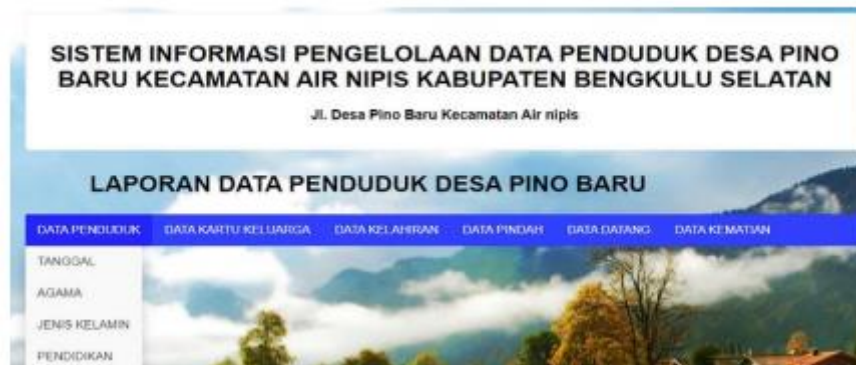 SISTEM INFORMASI PENGELOLAAN DATA PENDUDUK DESA PINO
BARU KECAMATAN AIR NIPIS KABUPATEN BENGKULU SELATAN
Jl. Desa Pino Baru Kecamatan Air nipis
LAPORAN DATA PENDUDUK DESA PINO BARU
DATA PENDUDUK DATA KARTU KELUARGA DATA KELAHIRAN DATA PINDAH DATA DATANG DATA KEMATIAN
TANGGAL
AGAMA
JENIS KELAMIN
PENDIDIKAN